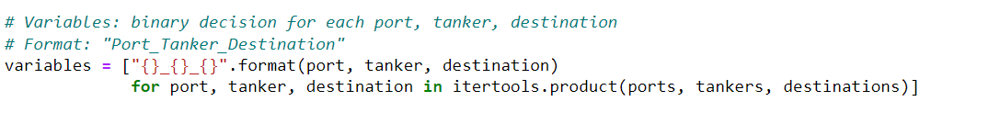 # Variables: binary decision for each port, tanker, destination
# Format: "Port_Tanker_Destination"
variables = ["{}_{}_{}".format(port, tanker, destination)
            for port, tanker, destination in itertools.product(ports, tankers, destinations)]